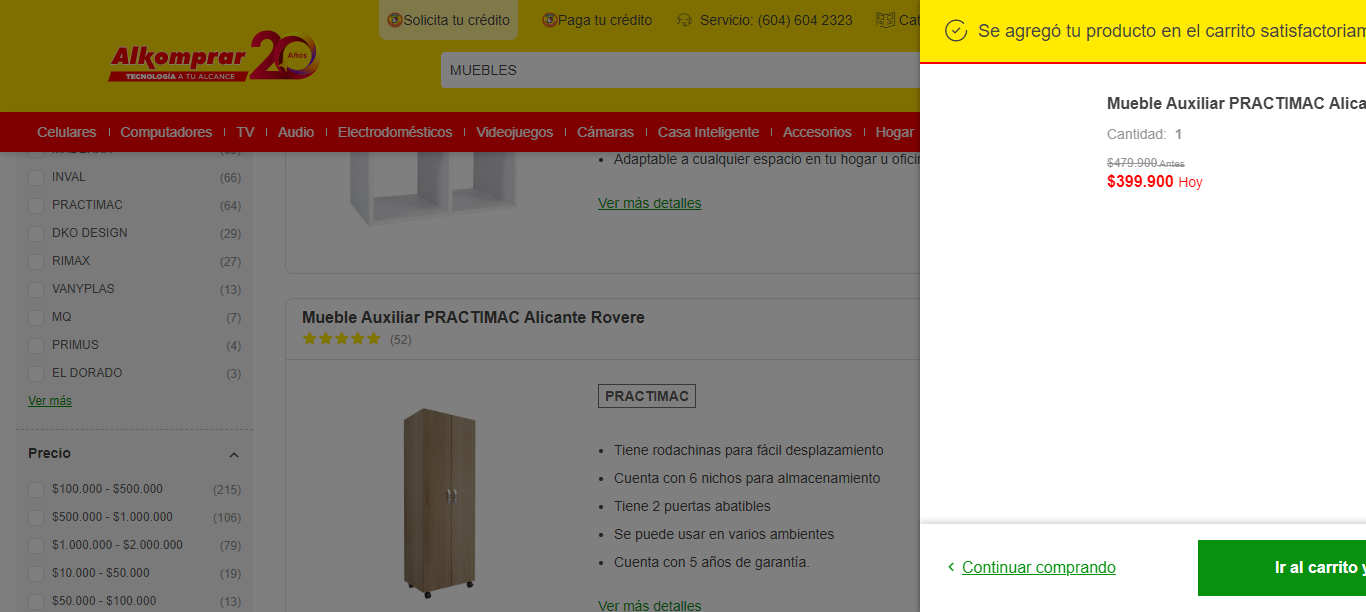 Solicita tu crédito
Paga tu crédito
Servicio: (604) 604 2323
Cat
Alkomprar 20 Años
TECNOLOGÍA A TU ALCANCE
MUEBLES
Celulares
Computadores
TV
Audio
Electrodomésticos
Videojuegos
Cámaras
Casa Inteligente
Accesorios
Hogar
INVAL (66)
PRACTIMAC (64)
DKO DESIGN (29)
RIMAX (27)
VANYPLAS (13)
MQ (7)
PRIMUS (4)
EL DORADO (3)
Ver más
Precio
$100.000 - $500.000 (215)
$500.000 - $1.000.000 (106)
$1.000.000 - $2.000.000 (79)
$10.000 - $50.000 (19)
$50.000 - $100.000 (13)
Adaptable a cualquier espacio en tu hogar u oficin
Ver más detalles
Mueble Auxiliar PRACTIMAC Alicante Rovere
(52)
PRACTIMAC
Tiene rodachinas para fácil desplazamiento
Cuenta con 6 nichos para almacenamiento
Tiene 2 puertas abatibles
Se puede usar en varios ambientes
Cuenta con 5 años de garantía.
Ver más detalles
Se agregó tu producto en el carrito satisfactoriam
Mueble Auxiliar PRACTIMAC Alica
Cantidad: 1
$479.900 Antes
$399.900 Hoy
Continuar comprando
Ir al carrito y